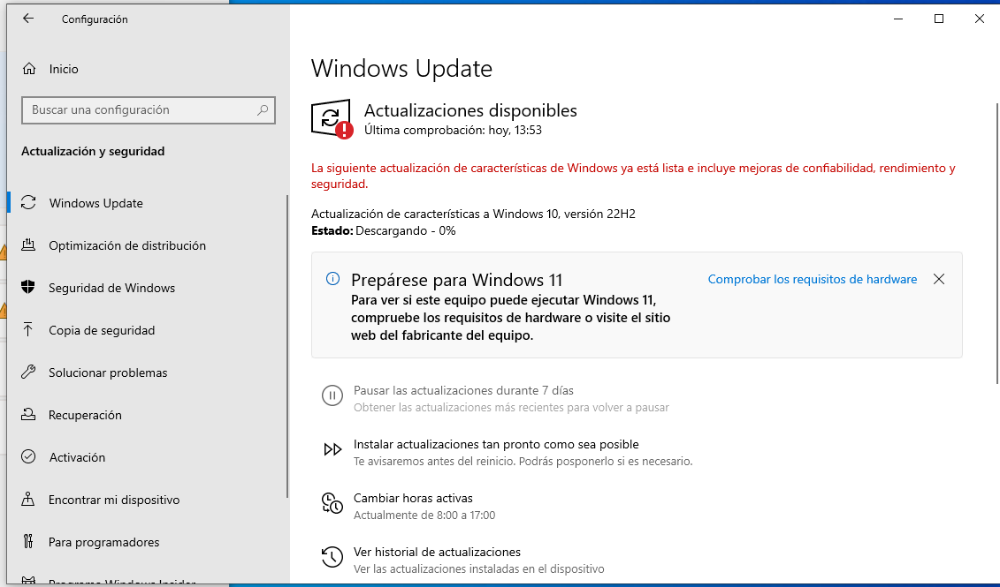 Configuración
Inicio
Buscar una configuración
Actualización y seguridad
Windows Update
Optimización de distribución
Seguridad de Windows
Copia de seguridad
Solucionar problemas
Recuperación
Activación
Encontrar mi dispositivo
Para programadores
Programa Windows Insider
Windows Update
Actualizaciones disponibles
Última comprobación: hoy, 13:53
La siguiente actualización de características de Windows ya está lista e incluye mejoras de confiabilidad, rendimiento y
seguridad.
Actualización de características a Windows 10, versión 22H2
Estado: Descargando - 0%
Prepárese para Windows 11
Comprobar los requisitos de hardware
Para ver si este equipo puede ejecutar Windows 11,
compruebe los requisitos de hardware o visite el sitio
web del fabricante del equipo.
Pausar las actualizaciones durante 7 días
Obtener las actualizaciones más recientes para volver a pausar
Instalar actualizaciones tan pronto como sea posible
Te avisaremos antes del reinicio. Podrás posponerlo si es necesario.
Cambiar horas activas
Actualmente de 8:00 a 17:00
Ver historial de actualizaciones
Ver las actualizaciones instaladas en el dispositivo